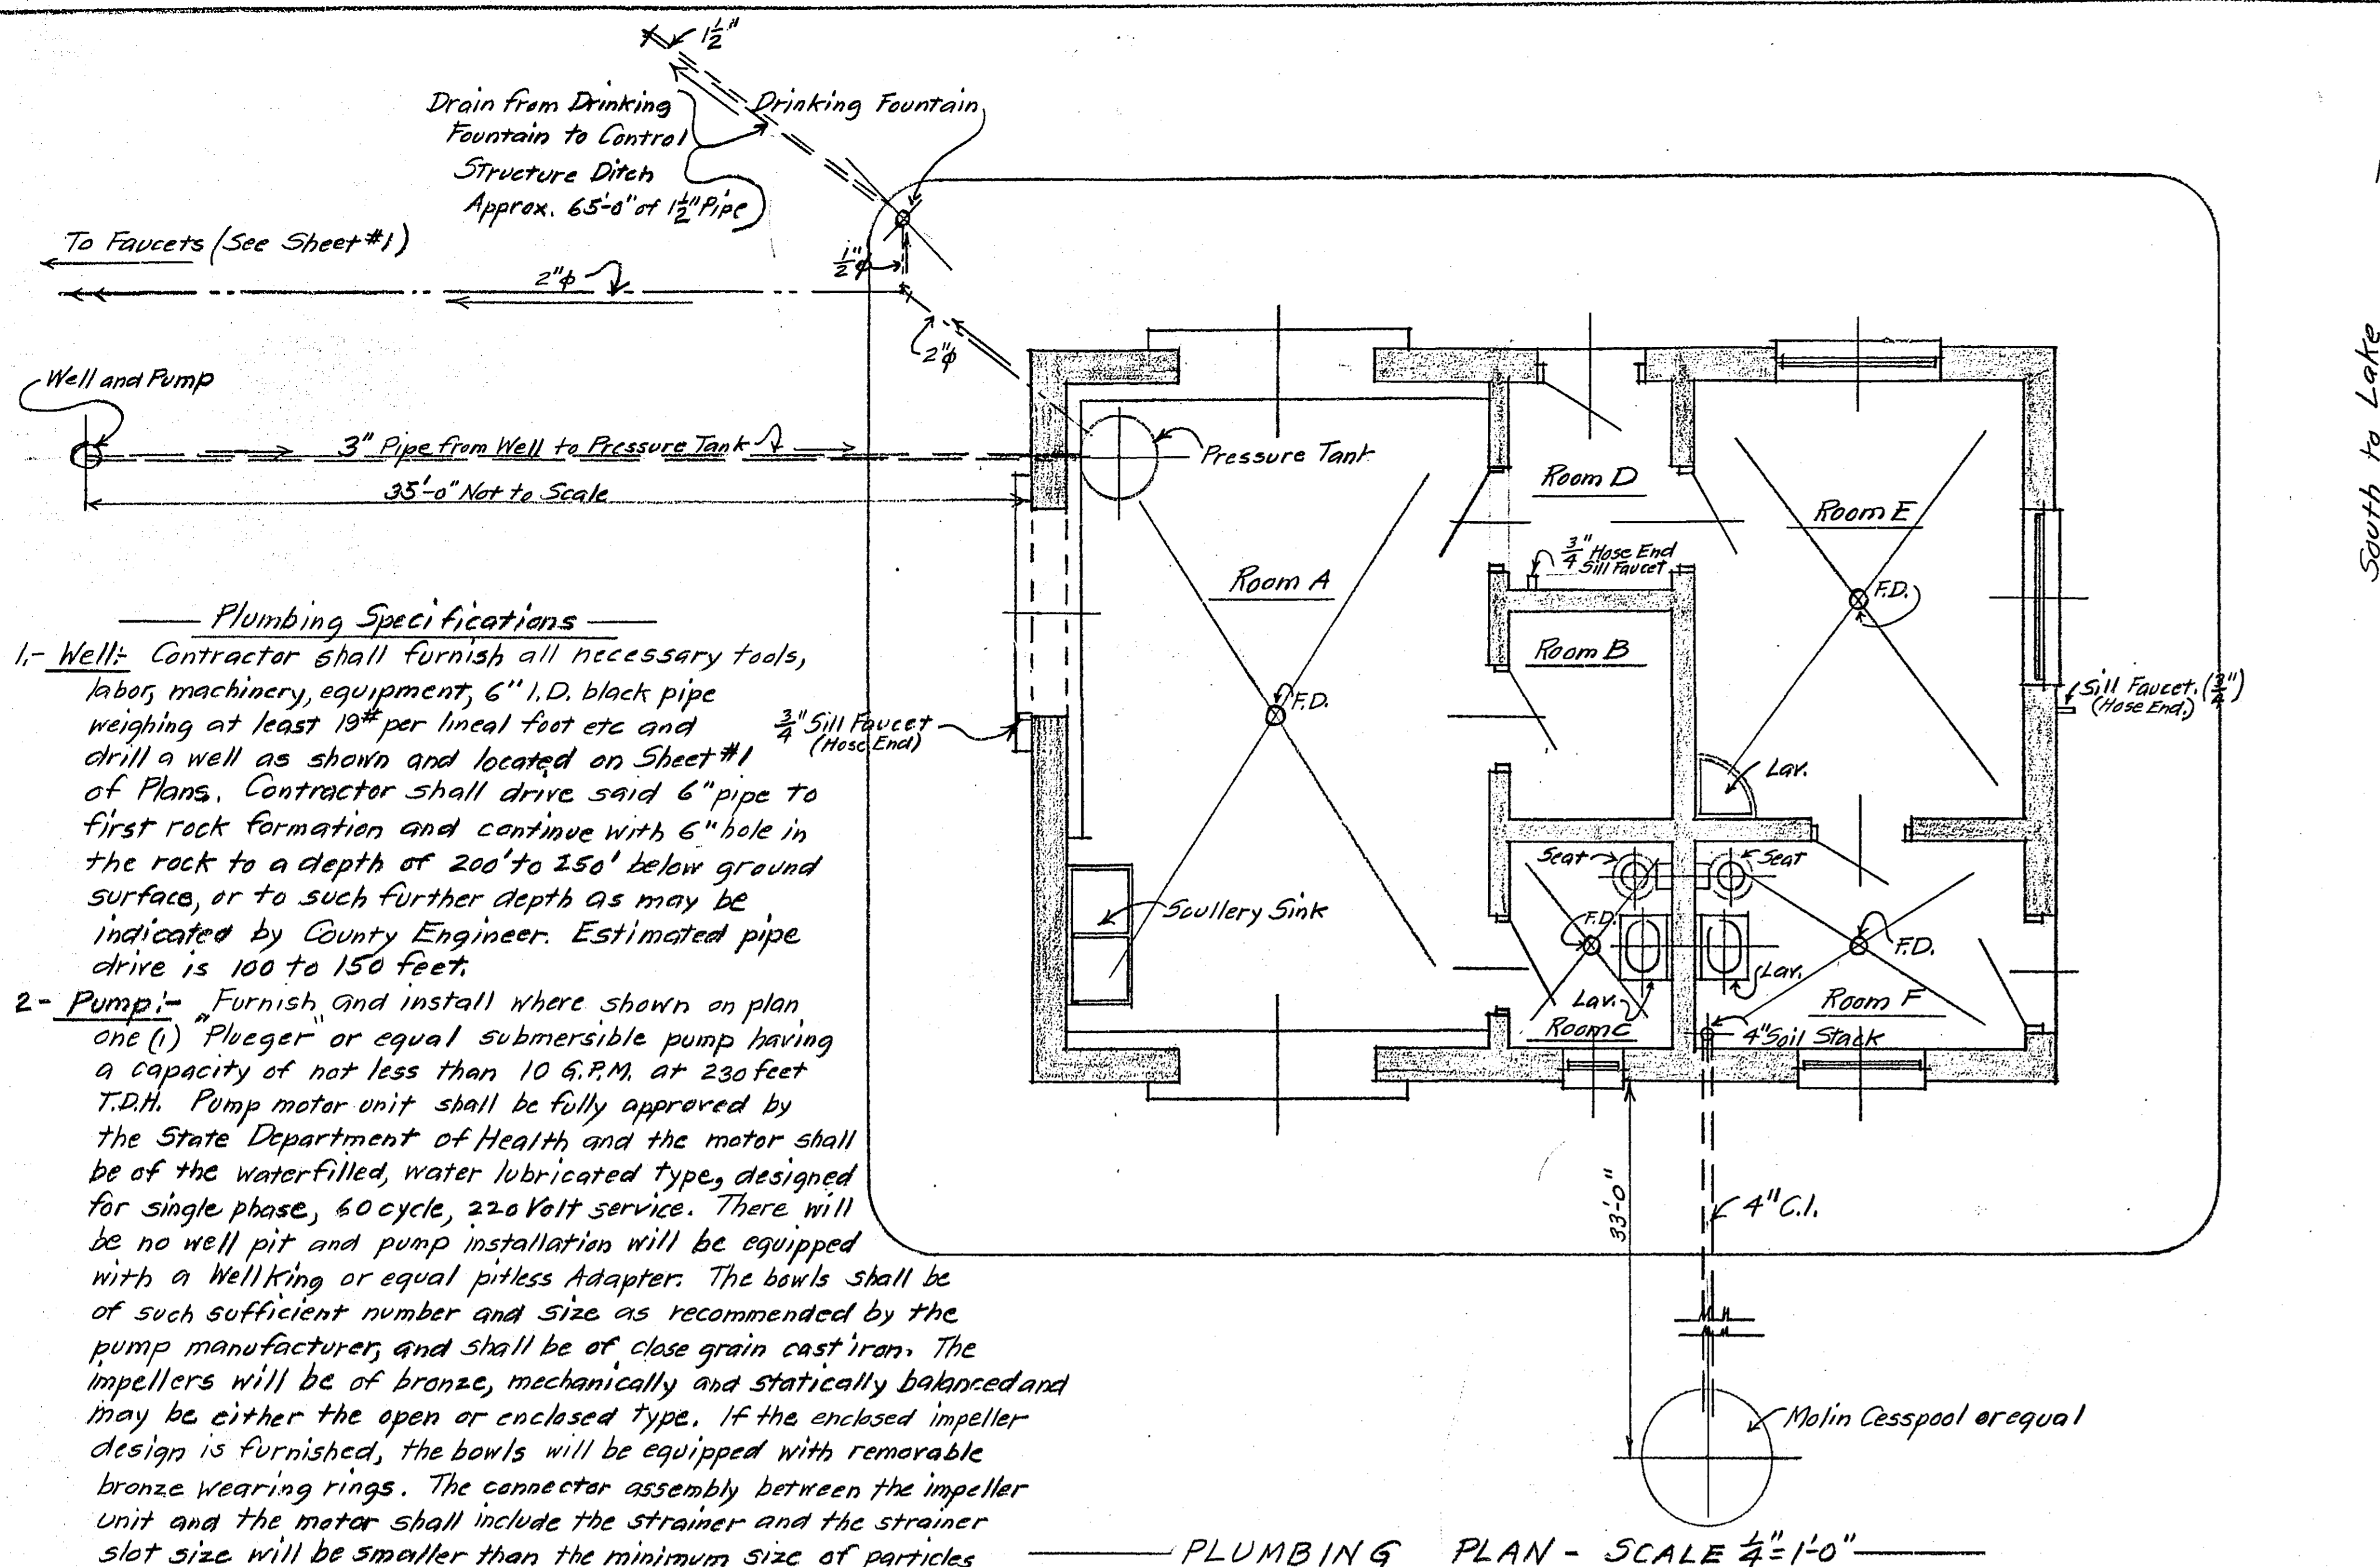 1½"
Drain from Drinking
Fountain to Control
Structure Ditch
Approx. 65'-0" of 1½" Pipe
Drinking Fountain
To Faucets (See Sheet #1)
2"φ
½"φ
2"φ
Well and Pump
3" Pipe from Well to Pressure Tank
35'-0" Not to Scale
Pressure Tank
Room D
Room E
¾" Hose End
Sill Faucet
Room A
F.D.
Room B
F.D.
Sill Faucet. (¾")
(Hose End.)
¾" Sill Faucet
(Hose End)
Lav.
Seat
Seat
Scullery Sink
F.D.
F.D.
Lav.
Lav.
Room F
Room C
4" Soil Stack
33'-0"
4" C.I.
Molin Cesspool or equal
South to Lake
Plumbing Specifications
1.- Well:- Contractor shall furnish all necessary tools,
labor, machinery, equipment, 6" I.D. black pipe
weighing at least 19# per lineal foot etc and
drill a well as shown and located on Sheet #1
of Plans. Contractor shall drive said 6" pipe to
first rock formation and continue with 6" hole in
the rock to a depth of 200' to 250' below ground
surface, or to such further depth as may be
indicated by County Engineer. Estimated pipe
drive is 100 to 150 feet.
2- Pump:- Furnish and install where shown on plan
one (1) "Plueger" or equal submersible pump having
a capacity of not less than 10 G.P.M. at 230 feet
T.D.H. Pump motor unit shall be fully approved by
the State Department of Health and the motor shall
be of the waterfilled, water lubricated type, designed
for single phase, 60 cycle, 220 Volt service. There will
be no well pit and pump installation will be equipped
with a Wellking or equal pitless Adapter. The bowls shall be
of such sufficient number and size as recommended by the
pump manufacturer, and shall be of close grain cast iron. The
impellers will be of bronze, mechanically and statically balanced and
may be either the open or enclosed type. If the enclosed impeller
design is furnished, the bowls will be equipped with removable
bronze wearing rings. The connector assembly between the impeller
unit and the motor shall include the strainer and the strainer
slot size will be smaller than the minimum size of particles
PLUMBING PLAN - SCALE ¼"=1'-0"